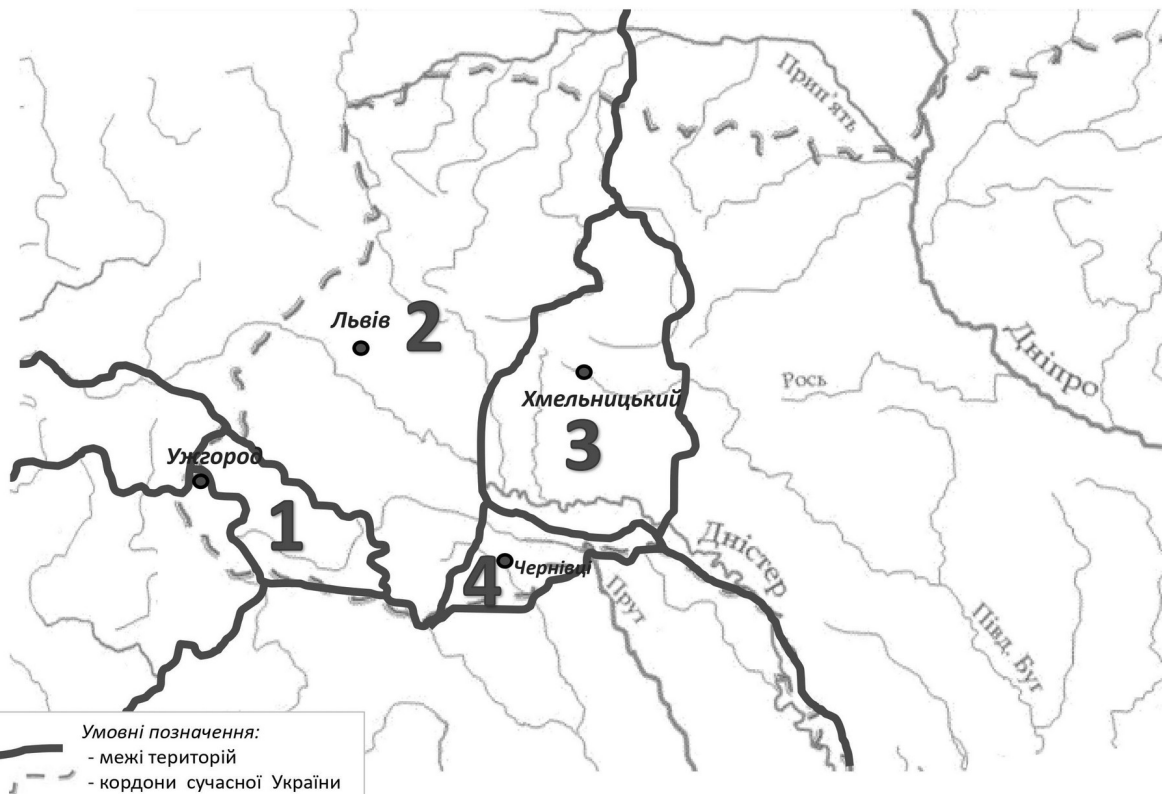 Прип'ять
Львів
2
Дніпро
Рось
Хмельницький
3
Ужгород
1
Дністер
4
Чернівці
Прут
Півд. Буг
Умовні позначення:
- межі територій
- кордони сучасної України